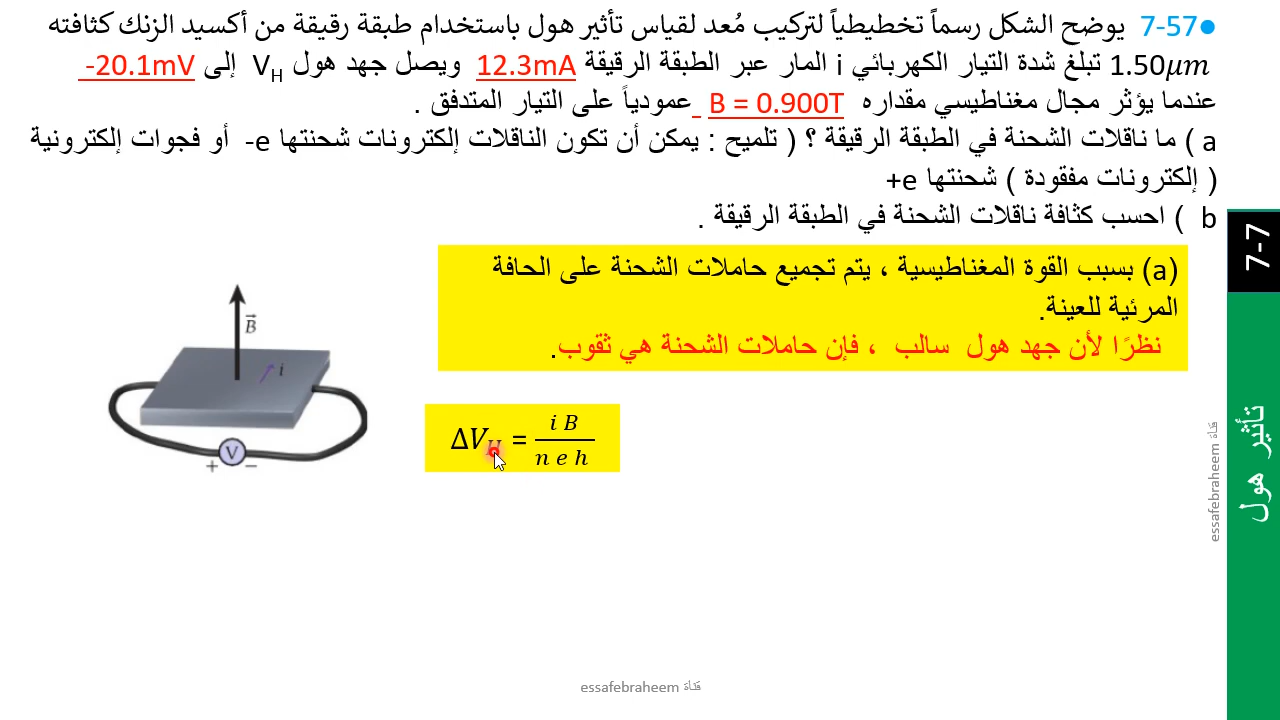 7-57● يوضح الشكل رسماً تخطيطياً لتركيب مُعد لقياس تأثير هول باستخدام طبقة رقيقة من أكسيد الزنك كثافته
1.50μm تبلغ شدة التيار الكهربائي i المار عبر الطبقة الرقيقة 12.3mA ويصل جهد هول V_H إلى -20.1mV
عندما يؤثر مجال مغناطيسي مقداره B = 0.900T عمودياً على التيار المتدفق .
a ) ما ناقلات الشحنة في الطبقة الرقيقة ؟ ( تلميح : يمكن أن تكون الناقلات إلكترونات شحنتها e- أو فجوات إلكترونية
( إلكترونات مفقودة ) شحنتها e+
b ) احسب كثافة ناقلات الشحنة في الطبقة الرقيقة .
(a) بسبب القوة المغناطيسية ، يتم تجميع حاملات الشحنة على الحافة
المرئية للعينة.
نظرًا لأن جهد هول سالب ، فإن حاملات الشحنة هي ثقوب.
ΔV_H = i B / n e h
B
i
V
+ −
7-7
تأثير هول
قناة essafebraheem
قناة essafebraheem